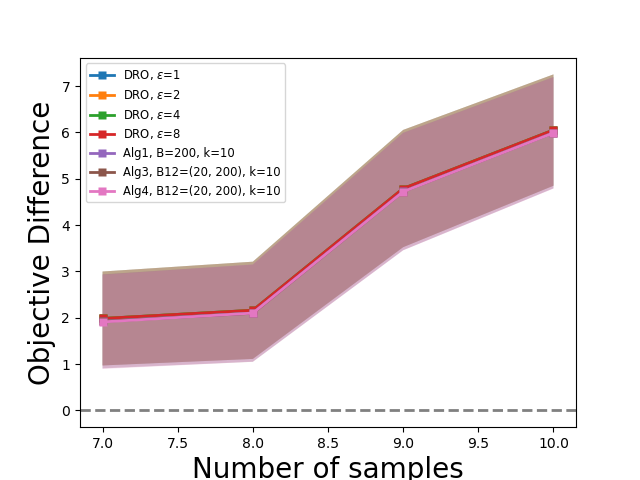 DRO, ε=1
DRO, ε=2
DRO, ε=4
DRO, ε=8
Alg1, B=200, k=10
Alg3, B12=(20, 200), k=10
Alg4, B12=(20, 200), k=10
Objective Difference
7
6
5
4
3
2
1
0
7.0 7.5 8.0 8.5 9.0 9.5 10.0
Number of samples